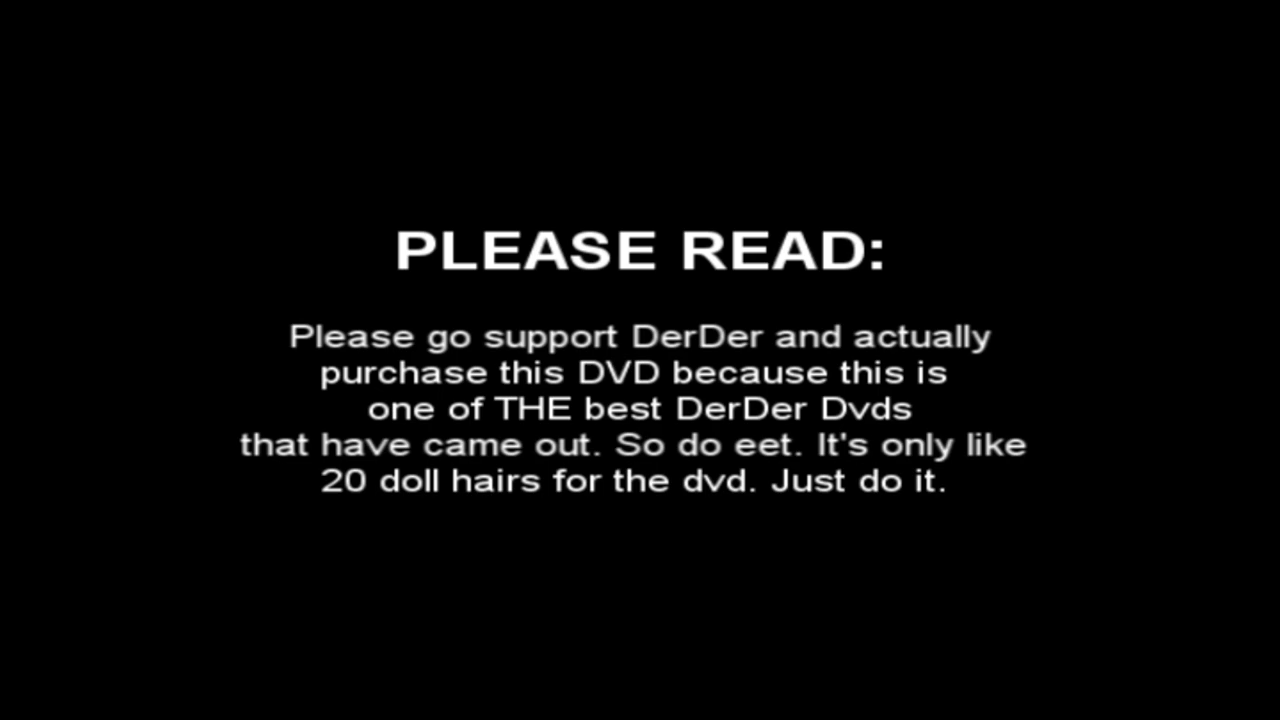 PLEASE READ:
Please go support DerDer and actually
purchase this DVD because this is
one of THE best DerDer Dvds
that have came out. So do eet. It's only like
20 doll hairs for the dvd. Just do it.